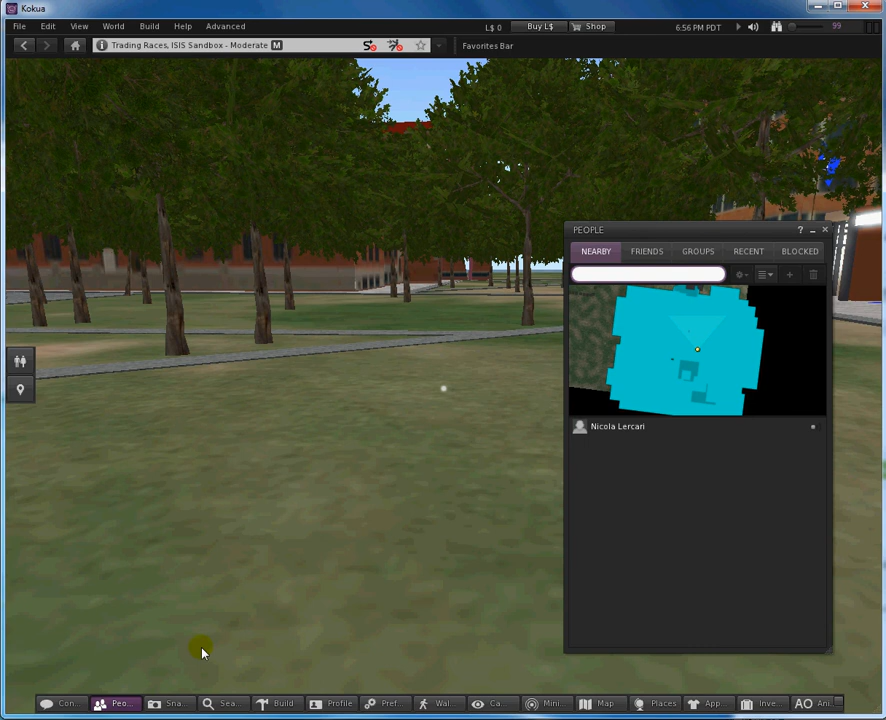 Kokua
File Edit View World Build Help Advanced
L$ 0 Buy L$ Shop 6:56 PM PDT 99
Trading Races, ISIS Sandbox - Moderate M
Favorites Bar
PEOPLE ?
NEARBY FRIENDS GROUPS RECENT BLOCKED
Nicola Lercari
Con... Peo... Sna... Sea... Build Profile Pref... Wal... Ca... Mini... Map Places App... Inve... AO Ani